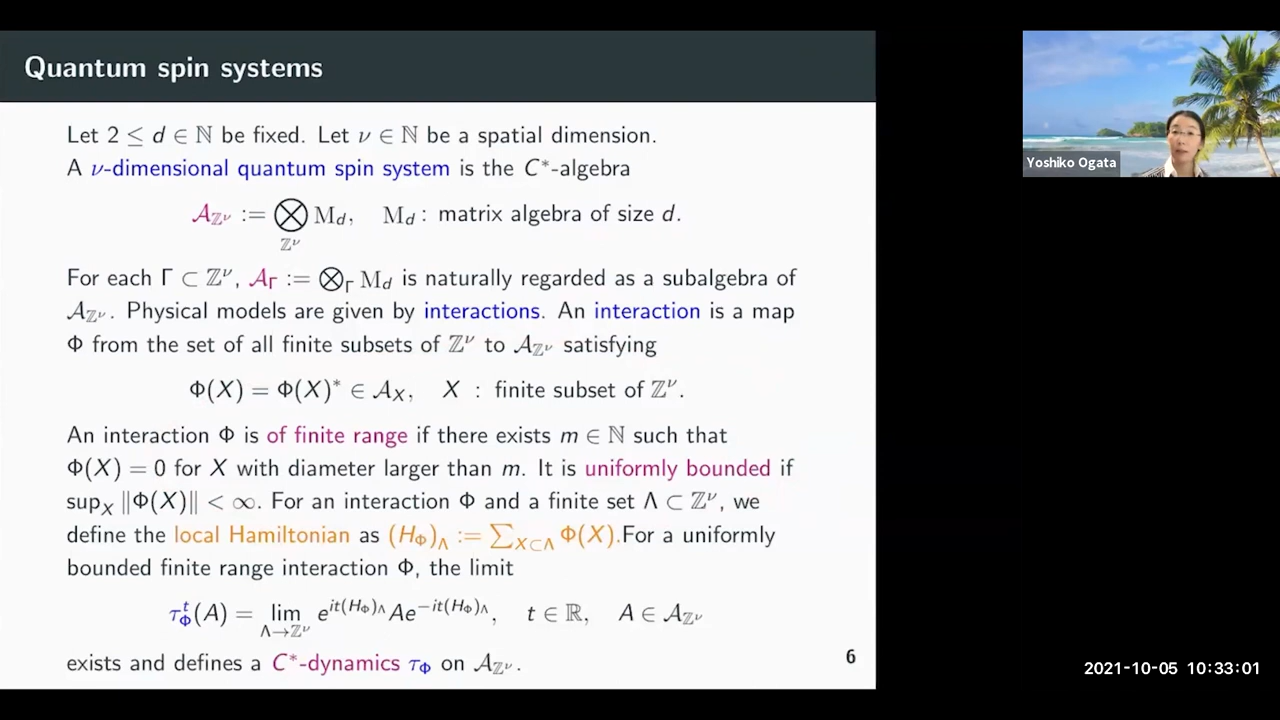 Quantum spin systems
Let 2 ≤ d ∈ ℕ be fixed. Let ν ∈ ℕ be a spatial dimension.
A ν-dimensional quantum spin system is the C*-algebra
𝒜_{ℤ^ν} := ⨂_{ℤ^ν} M_d, M_d : matrix algebra of size d.
For each Γ ⊂ ℤ^ν, 𝒜_Γ := ⨂_Γ M_d is naturally regarded as a subalgebra of
𝒜_{ℤ^ν}. Physical models are given by interactions. An interaction is a map
Φ from the set of all finite subsets of ℤ^ν to 𝒜_{ℤ^ν} satisfying
Φ(X) = Φ(X)* ∈ 𝒜_X, X : finite subset of ℤ^ν.
An interaction Φ is of finite range if there exists m ∈ ℕ such that
Φ(X) = 0 for X with diameter larger than m. It is uniformly bounded if
sup_X ‖Φ(X)‖ < ∞. For an interaction Φ and a finite set Λ ⊂ ℤ^ν, we
define the local Hamiltonian as (H_Φ)_Λ := ∑_{X⊂Λ} Φ(X).For a uniformly
bounded finite range interaction Φ, the limit
τ_Φ^t(A) = lim_{Λ→ℤ^ν} e^{it(H_Φ)_Λ} A e^{-it(H_Φ)_Λ}, t ∈ ℝ, A ∈ 𝒜_{ℤ^ν}
exists and defines a C*-dynamics τ_Φ on 𝒜_{ℤ^ν}.
6
Yoshiko Ogata
2021-10-05 10:33:01